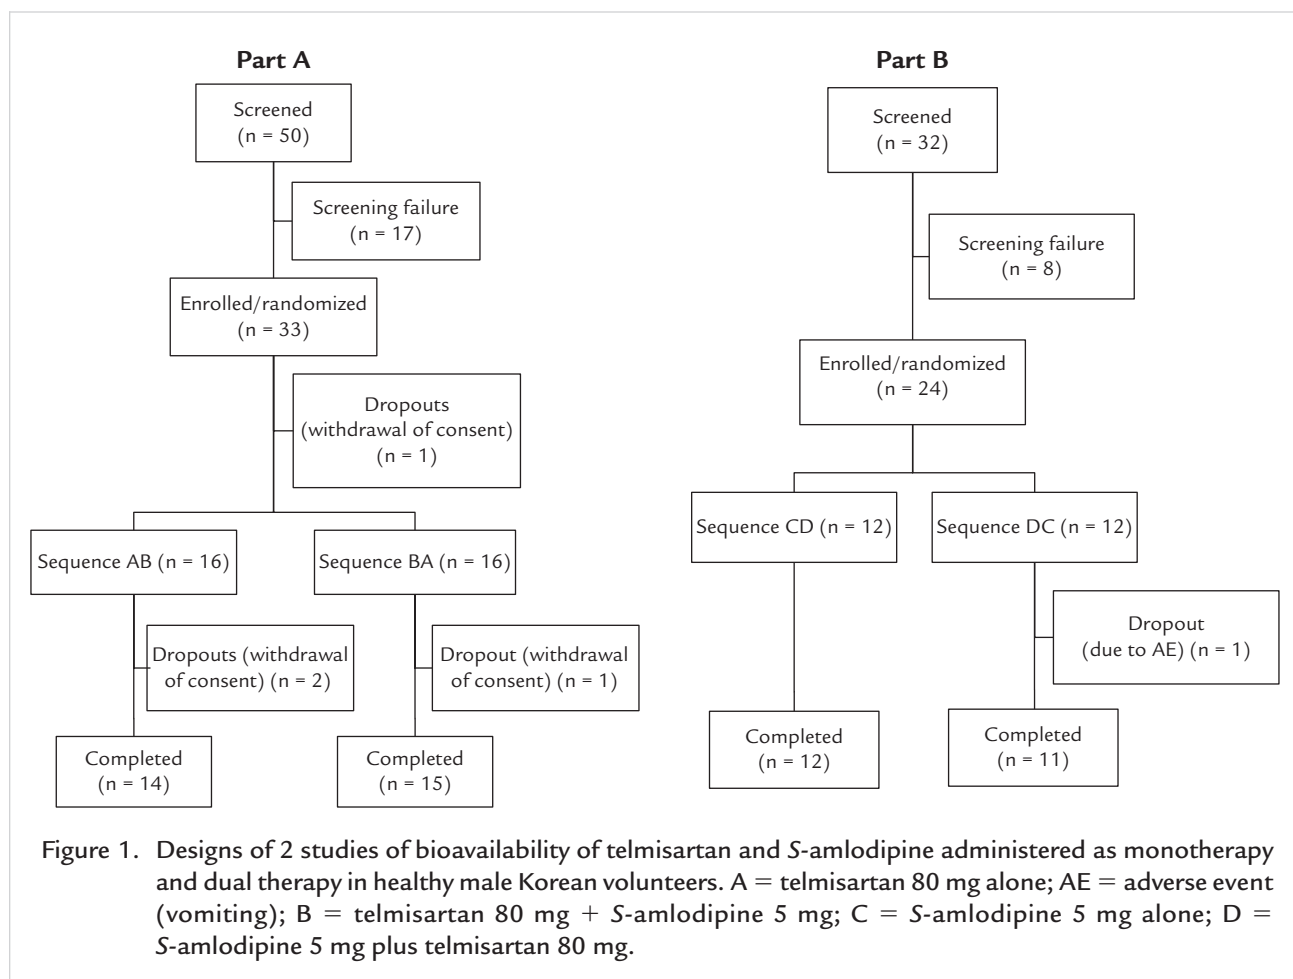 Part A
Screened
(n = 50)
Screening failure
(n = 17)
Enrolled/randomized
(n = 33)
Dropouts
(withdrawal of consent)
(n = 1)
Sequence AB (n = 16)
Sequence BA (n = 16)
Dropouts (withdrawal
of consent) (n = 2)
Dropout (withdrawal
of consent) (n = 1)
Completed
(n = 14)
Completed
(n = 15)
Part B
Screened
(n = 32)
Screening failure
(n = 8)
Enrolled/randomized
(n = 24)
Sequence CD (n = 12)
Sequence DC (n = 12)
Dropout
(due to AE) (n = 1)
Completed
(n = 12)
Completed
(n = 11)
Figure 1. Designs of 2 studies of bioavailability of telmisartan and S-amlodipine administered as monotherapy
and dual therapy in healthy male Korean volunteers. A = telmisartan 80 mg alone; AE = adverse event
(vomiting); B = telmisartan 80 mg + S-amlodipine 5 mg; C = S-amlodipine 5 mg alone; D =
S-amlodipine 5 mg plus telmisartan 80 mg.